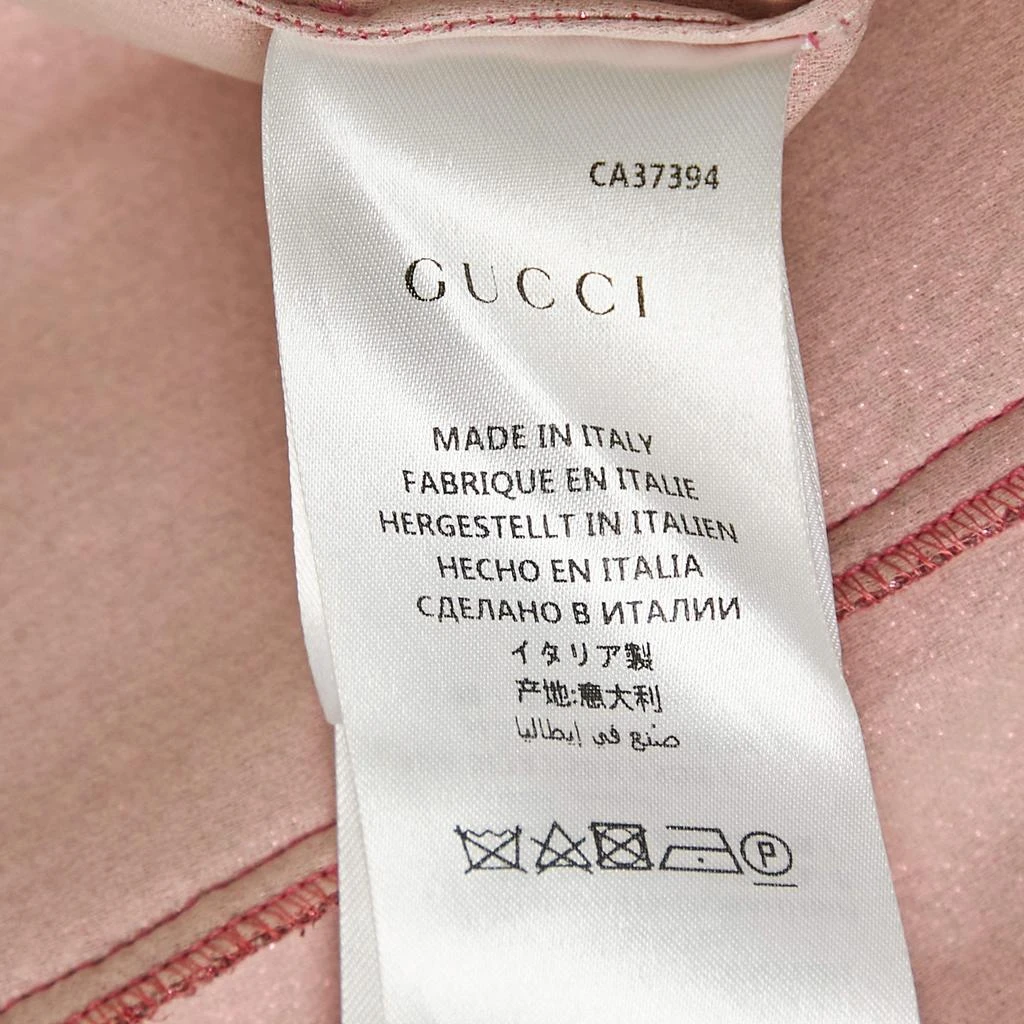 CA37394
GUCCI
MADE IN ITALY
FABRIQUE EN ITALIE
HERGESTELLT IN ITALIEN
HECHO EN ITALIA
СДЕЛАНО В ИТАЛИИ
イタリア製
产地:意大利
صنع في إيطاليا
P